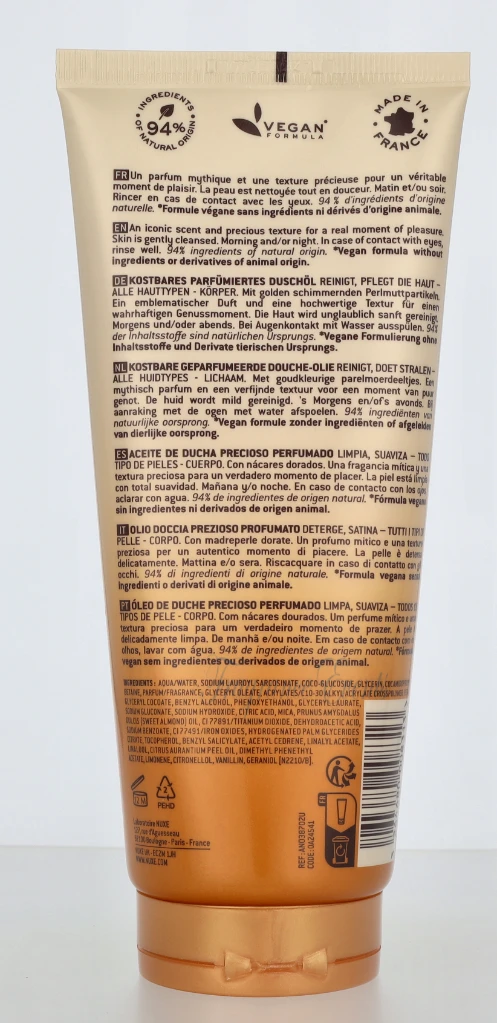 INGREDIENTS OF NATURAL ORIGIN
94%
VEGAN
FORMULA
MADE IN FRANCE
FR Un parfum mythique et une texture précieuse pour un véritable
moment de plaisir. La peau est nettoyée tout en douceur. Matin et/ou soir.
Rincer en cas de contact avec les yeux. 94 % d'ingrédients d'origine
naturelle. *Formule végane sans ingrédients ni dérivés d'origine animale.
EN An iconic scent and precious texture for a real moment of pleasure.
Skin is gently cleansed. Morning and/or night. In case of contact with eyes,
rinse well. 94% ingredients of natural origin. *Vegan formula without
ingredients or derivatives of animal origin.
DE KOSTBARES PARFÜMIERTES DUSCHÖL REINIGT, PFLEGT DIE HAUT -
ALLE HAUTTYPEN - KÖRPER. Mit golden schimmernden Perlmuttpartikeln.
Ein emblematischer Duft und eine hochwertige Textur für einen
wahrhaftigen Genussmoment. Die Haut wird unglaublich sanft gereinigt.
Morgens und/oder abends. Bei Augenkontakt mit Wasser ausspülen. 94%
der Inhaltsstoffe sind natürlichen Ursprungs. *Vegane Formulierung ohne
Inhaltsstoffe und Derivate tierischen Ursprungs.
NL KOSTBARE GEPARFUMEERDE DOUCHE-OLIE REINIGT, DOET STRALEN -
ALLE HUIDTYPES - LICHAAM. Met goudkleurige parelmoerdeeltjes. Een
mythisch parfum en een verfijnde textuur voor een moment van puur
genot. De huid wordt mild gereinigd. 's Morgens en/of's avonds. Bij
aanraking met de ogen met water afspoelen. 94% ingrediënten van
natuurlijke oorsprong. *Vegan formule zonder ingrediënten of afgeleiden
van dierlijke oorsprong.
ES ACEITE DE DUCHA PRECIOSO PERFUMADO LIMPIA, SUAVIZA - TODO
TIPO DE PIELES - CUERPO. Con nácares dorados. Una fragancia mítica y una
textura preciosa para un verdadero momento de placer. La piel está limpia
con total suavidad. Mañana y/o noche. En caso de contacto con los ojos,
aclarar con agua. 94% de ingredientes de origen natural. *Fórmula vegana
sin ingredientes ni derivados de origen animal.
IT OLIO DOCCIA PREZIOSO PROFUMATO DETERGE, SATINA - TUTTI I TIPI DI
PELLE - CORPO. Con madreperle dorate. Un profumo mitico e una texture
preziosa per un autentico momento di piacere. La pelle è detersa
delicatamente. Mattina e/o sera. Riscacquare in caso di contatto con gli
occhi. 94% di ingredienti di origine naturale. *Formula vegana senza
ingredienti o derivati di origine animale.
PT ÓLEO DE DUCHE PRECIOSO PERFUMADO LIMPA, SUAVIZA - TODOS OS
TIPOS DE PELE - CORPO. Com nácares dourados. Um perfume mítico e uma
textura preciosa para um verdadeiro momento de prazer. A pele é
delicadamente limpa. De manhã e/ou noite. Em caso de contacto com os
olhos, lavar com água. 94% de ingredientes de origem natural. *Fórmula
vegan sem ingredientes ou derivados de origem animal.
INGREDIENTS: AQUA/WATER, SODIUM LAUROYL SARCOSINATE, COCO-GLUCOSIDE, GLYCERIN,
BETAINE, PARFUM/FRAGRANCE, GLYCERYL OLEATE, ACRYLATES/C10-30 ALKYL ACRYLATE
GLYCERYL COCOATE, BENZYL ALCOHOL, PHENOXYETHANOL, GLYCERYL LAURATE,
SODIUM GLUCONATE, SODIUM HYDROXIDE, CITRIC ACID, MICA, PRUNUS AMYGDALUS
DULCIS (SWEET ALMOND) OIL, CI 77891/TITANIUM DIOXIDE, DEHYDROACETIC ACID,
SODIUM BENZOATE, CI 77491/IRON OXIDES, HYDROGENATED PALM GLYCERIDES
CITRATE, TOCOPHEROL, BENZYL SALICYLATE, ACETYL CEDRENE, LINALYL ACETATE,
LINALOOL, CITRUS AURANTIUM PEEL OIL, DIMETHYL PHENETHYL
ACETATE, LIMONENE, CITRONELLOL, VANILLIN, GERANIOL [N2210/B].
12 M
2
PEHD
FR
Laboratoire NUXE
127, rue d'Aguesseau
92100 Boulogne - Paris - France
WWW.NUXE.COM
REF: AN0387D2U
CODE: 0A24541